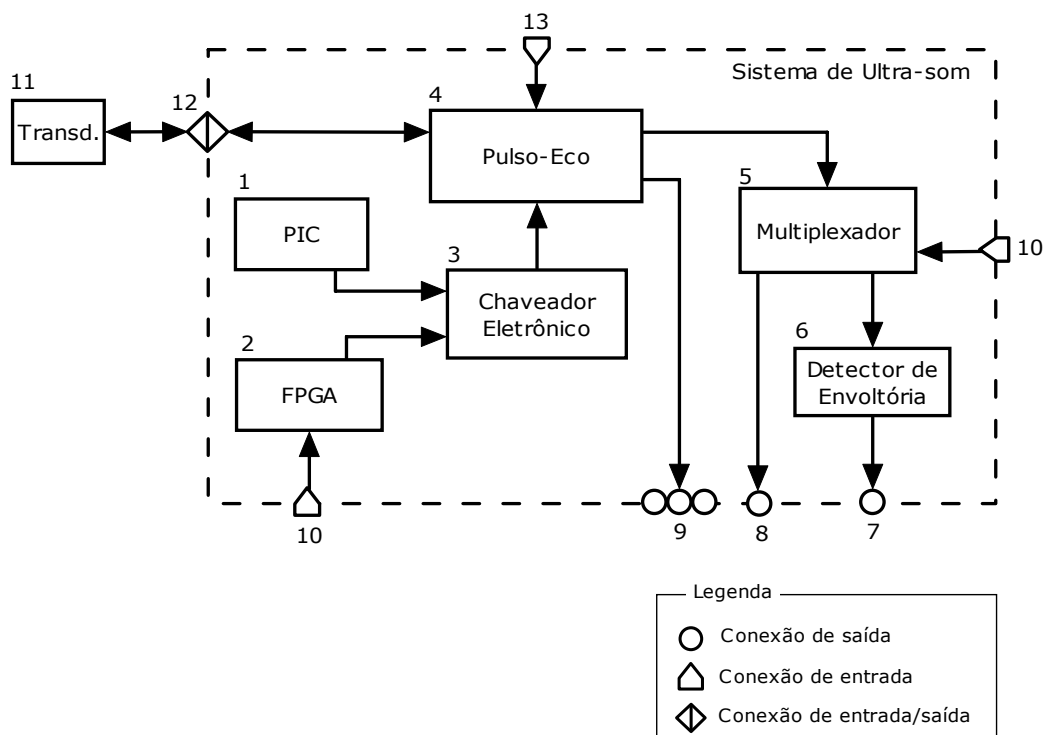 13
Sistema de Ultra-som
11
Transd.
12
4
Pulso-Eco
1
PIC
5
Multiplexador
10
3
Chaveador
Eletrônico
2
FPGA
6
Detector de
Envoltória
10
9
8
7
Legenda
Conexão de saída
Conexão de entrada
Conexão de entrada/saída